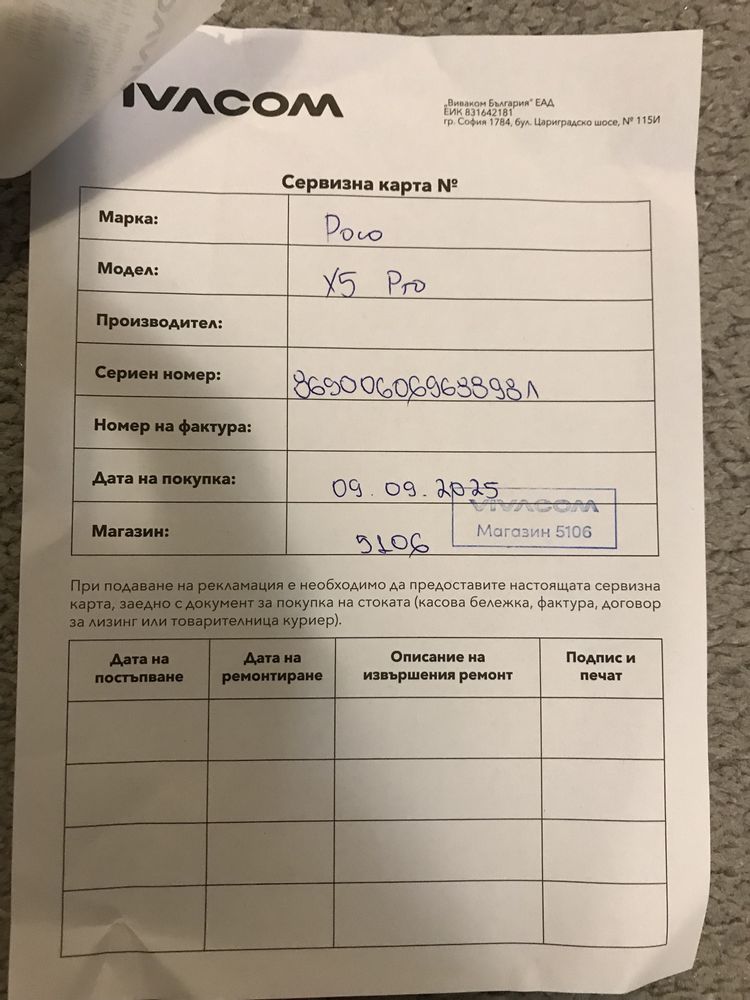 VIVACOM
„Виваком България" ЕАД
ЕИК 831642181
гр. София 1784, бул. Цариградско шосе, № 115И
Сервизна карта №
Марка: Poco
Модел: X5 Pro
Производител:
Сериен номер:
Номер на фактура:
Дата на покупка: 09.09.2025
Магазин: 5106
VIVACOM
Магазин 5106
При подаване на рекламация е необходимо да предоставите настоящата сервизна
карта, заедно с документ за покупка на стоката (касова бележка, фактура, договор
за лизинг или товарителница куриер).
Дата на постъпване Дата на ремонтиране Описание на извършения ремонт Подпис и печат